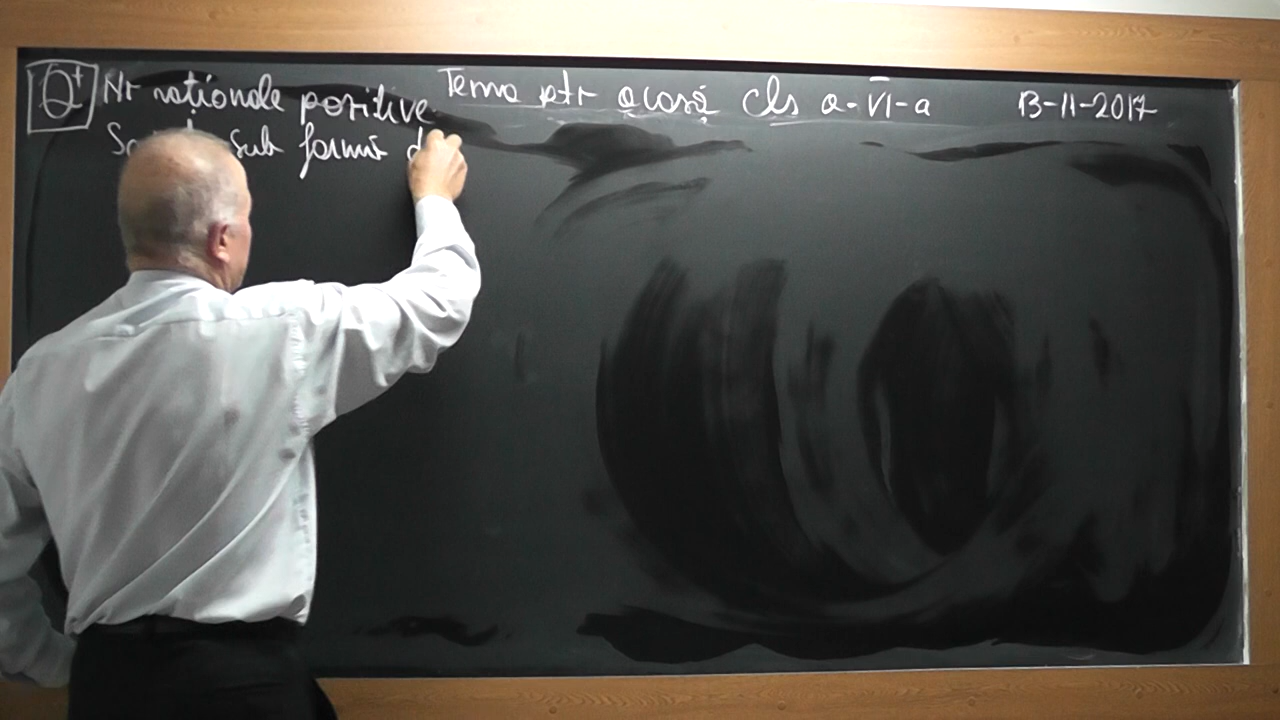 Q+ Nr raționale pozitive Tema ptr acasă cls a-VI-a 13-11-2017
sub formă d